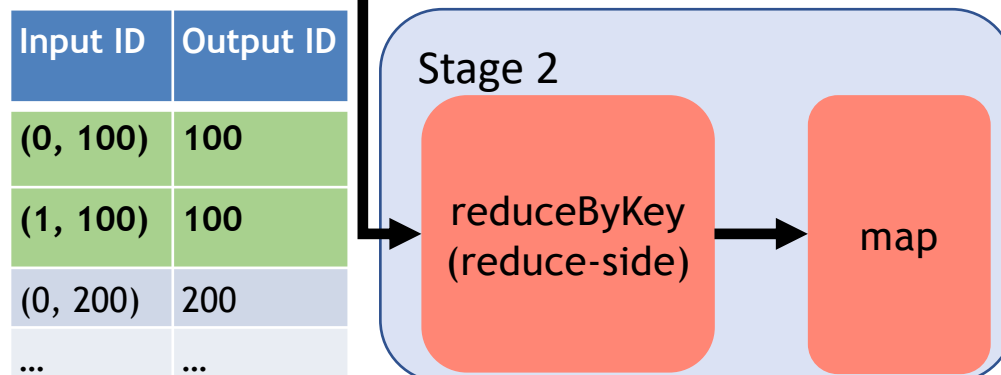 Input ID Output ID
(0, 100) 100
(1, 100) 100
(0, 200) 200
... ...
Stage 2
reduceByKey
(reduce-side)
map